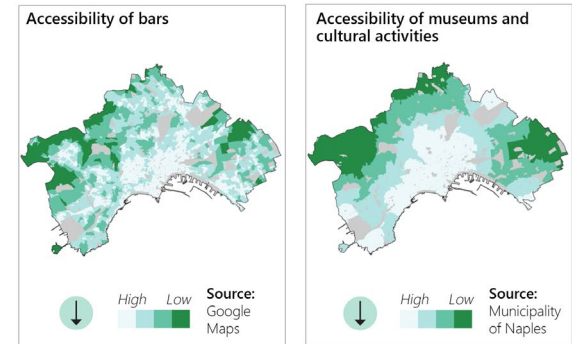 Accessibility of bars
High Low
Source:
Google
Maps
Accessibility of museums and
cultural activities
High Low
Source:
Municipality
of Naples